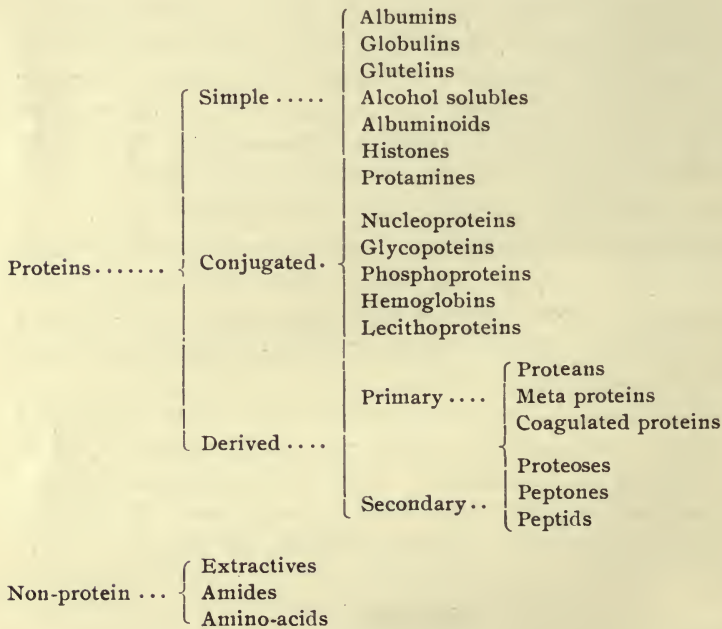 Albumins
Globulins
Glutelins
Simple ..... Alcohol solubles
Albuminoids
Histones
Protamines
Nucleoproteins
Glycopoteins
Proteins ....... Conjugated. Phosphoproteins
Hemoglobins
Lecithoproteins
Proteans
Primary .... Meta proteins
Coagulated proteins
Derived ....
Proteoses
Secondary .. Peptones
Peptids
Extractives
Non-protein ... Amides
Amino-acids